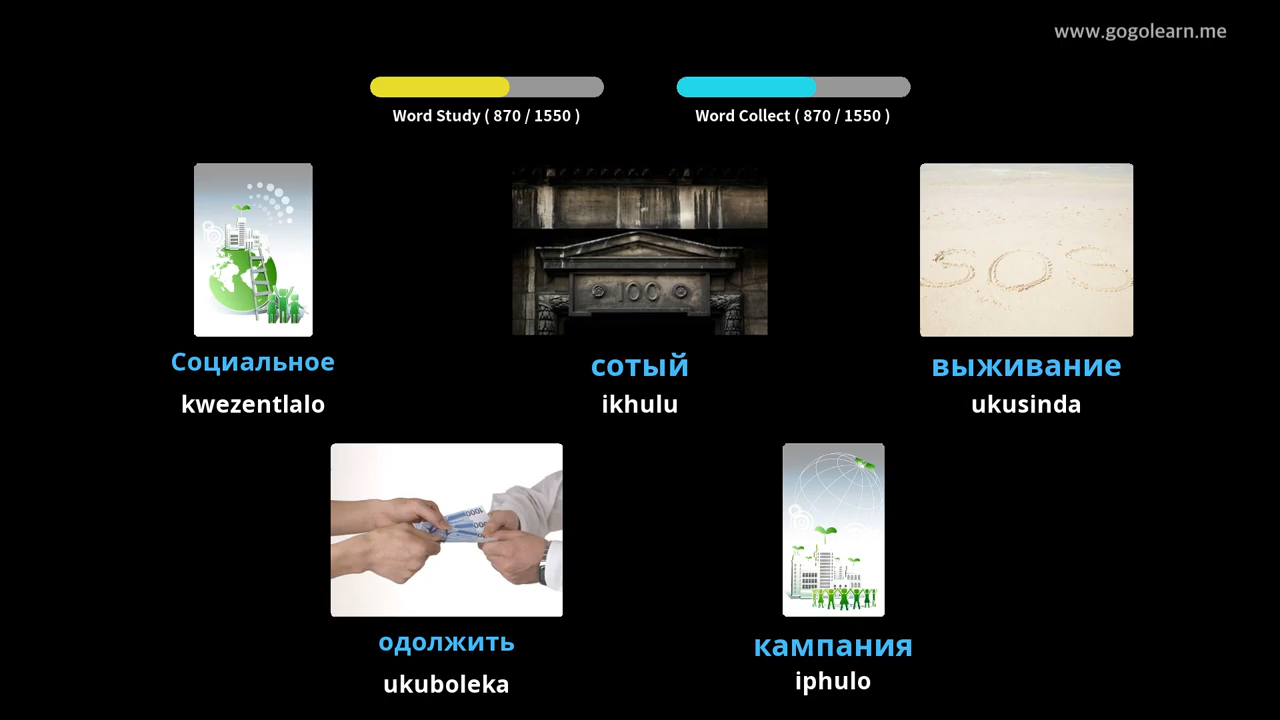 www.gogolearn.me
Word Study ( 870 / 1550 )
Word Collect ( 870 / 1550 )
100
SOS
Социальное
kwezentlalo
сотый
ikhulu
выживание
ukusinda
1000
одолжить
ukuboleka
кампания
iphulo